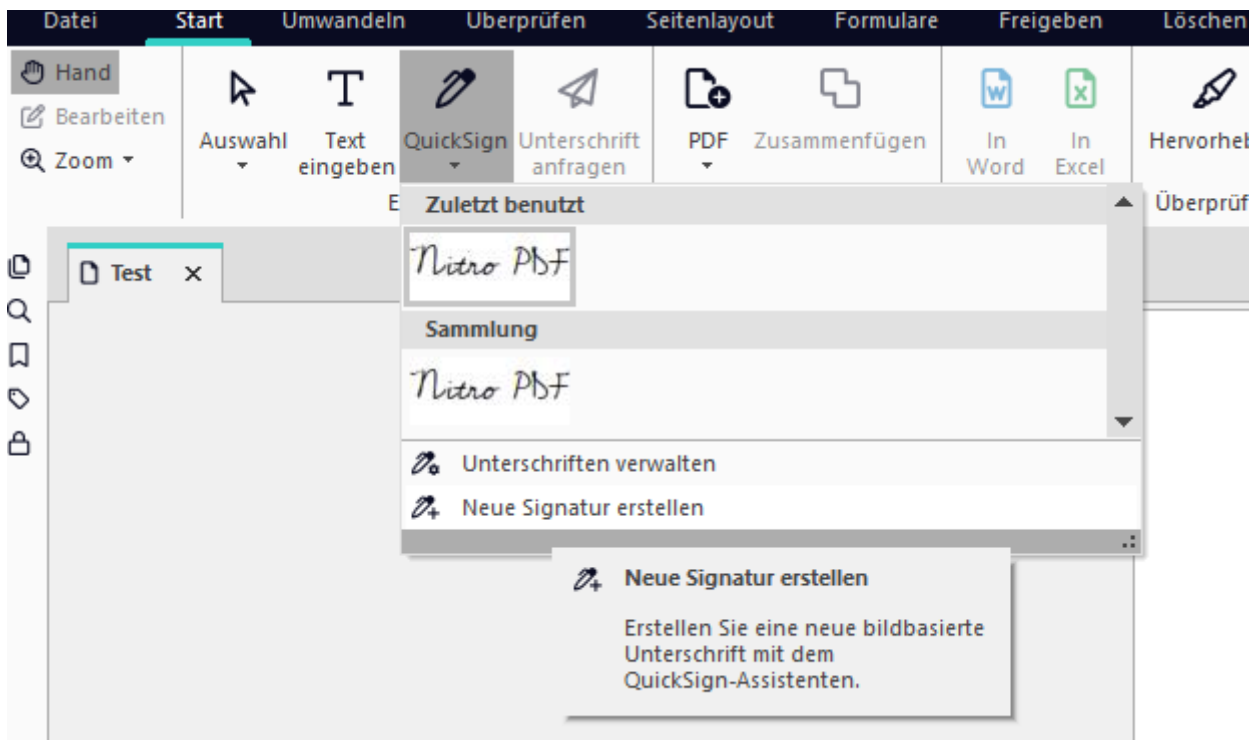 Datei Start Umwandeln Überprüfen Seitenlayout Formulare Freigeben Löschen
Hand
Bearbeiten
Zoom
Auswahl
Text
eingeben
QuickSign
Unterschrift
anfragen
PDF
Zusammenfügen
In
Word
In
Excel
Hervorheb
E
Überprüf
Test
Zuletzt benutzt
Nitro PDF
Sammlung
Nitro PDF
Unterschriften verwalten
Neue Signatur erstellen
Neue Signatur erstellen
Erstellen Sie eine neue bildbasierte
Unterschrift mit dem
QuickSign-Assistenten.